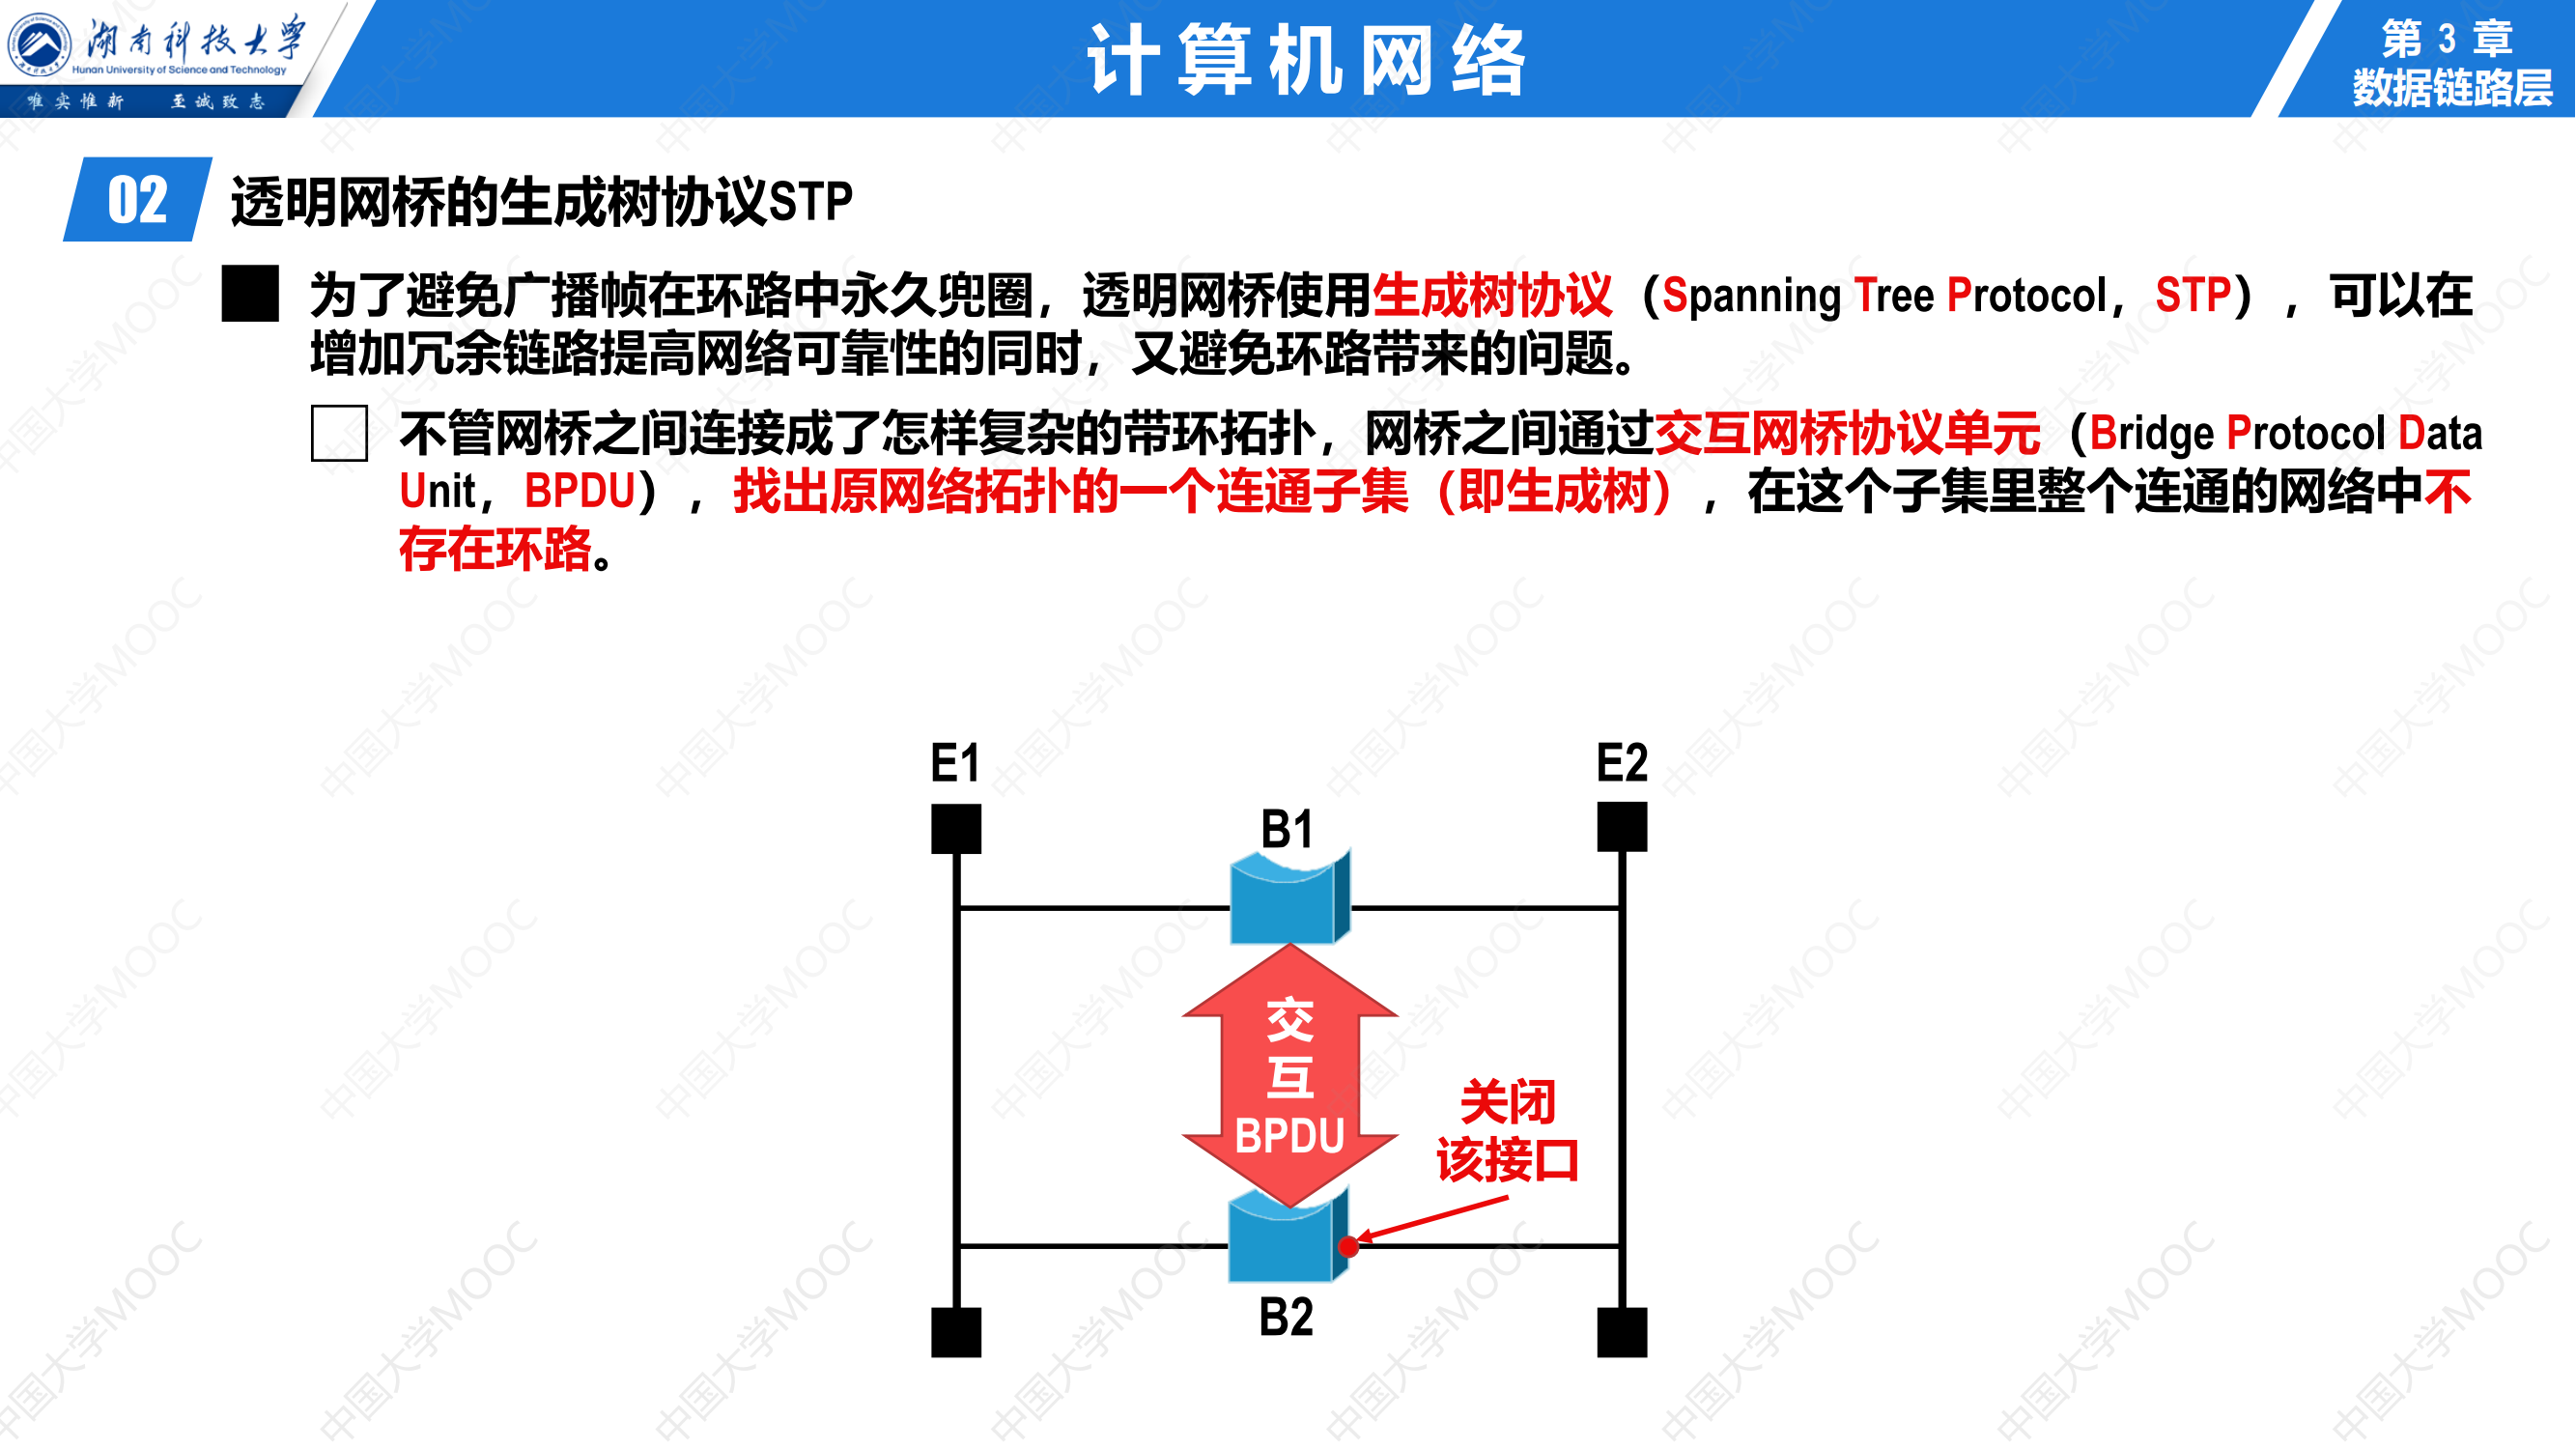 湖南科技大学
Hunan University of Science and Technology
唯实惟新 至诚致志
计算机网络
第 3 章
数据链路层
02 透明网桥的生成树协议STP
为了避免广播帧在环路中永久兜圈，透明网桥使用生成树协议（Spanning Tree Protocol，STP），可以在
增加冗余链路提高网络可靠性的同时，又避免环路带来的问题。
不管网桥之间连接成了怎样复杂的带环拓扑，网桥之间通过交互网桥协议单元（Bridge Protocol Data
Unit，BPDU），找出原网络拓扑的一个连通子集（即生成树），在这个子集里整个连通的网络中不
存在环路。
E1
E2
B1
交
互
BPDU
关闭
该接口
B2
中国大学MOOC